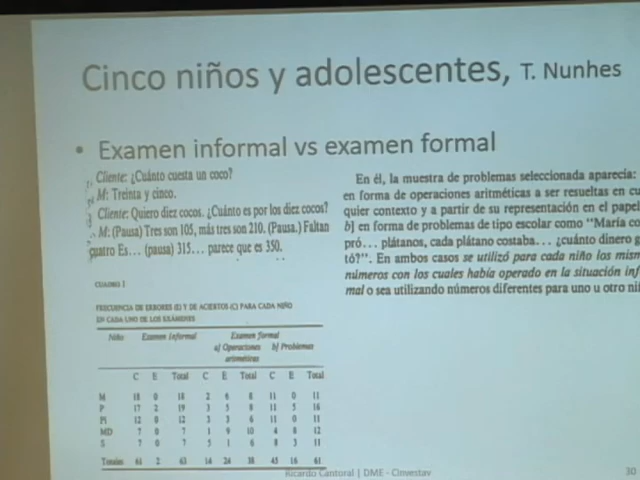 Cinco niños y adolescentes, T. Nunhes
• Examen informal vs examen formal
Cliente: ¿Cuánto cuesta un coco?
M: Treinta y cinco.
Cliente: Quiero diez cocos. ¿Cuánto es por los diez cocos?
M: (Pausa) Tres son 105, más tres son 210. (Pausa.) Faltan
cuatro Es... (pausa) 315... parece que es 350.
En él, la muestra de problemas seleccionada aparecía:
en forma de operaciones aritméticas a ser resueltas en cu
quier contexto y a partir de su representación en el papel
b] en forma de problemas de tipo escolar como "María co
pró... plátanos, cada plátano costaba... ¿cuánto dinero g
tó?". En ambos casos se utilizó para cada niño los mism
números con los cuales había operado en la situación inf
mal o sea utilizando números diferentes para uno u otro niñ
CUADRO 1
FRECUENCIA DE ERRORES (E) Y DE ACIERTOS (C) PARA CADA NIÑO
EN CADA UNO DE LOS EXÁMENES
Niño Examen informal Examen formal
a) Operaciones b) Problemas
aritméticas
C E Total C E Total C E Total
M 18 0 18 2 6 8 11 0 11
P 17 2 19 3 5 8 11 5 16
12 0 12 3 3 6 11 0 11
MD 7 0 7 1 9 10 4 8 12
S 7 0 7 5 1 6 8 3 11
Totales 61 2 63 14 24 38 45 16 61
Ricardo Cantoral | DME - Cinvestav
30